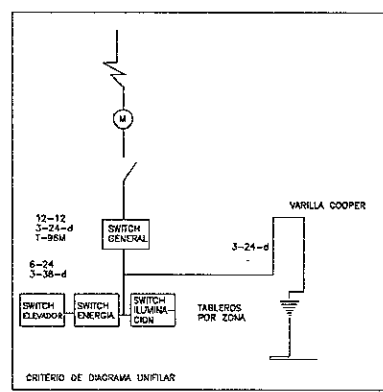 M
VARILLA COOPER
12-12
3-24-d
T-96M
SWITCH
GENERAL
3-24-d
6-24
3-38-d
SWITCH
ELEVADOR
SWITCH
ENERGIA
SWITCH
ILUMINA-
CION
TABLEROS
POR ZONA
CRITÉRIO DE DIAGRAMA UNIFILAR